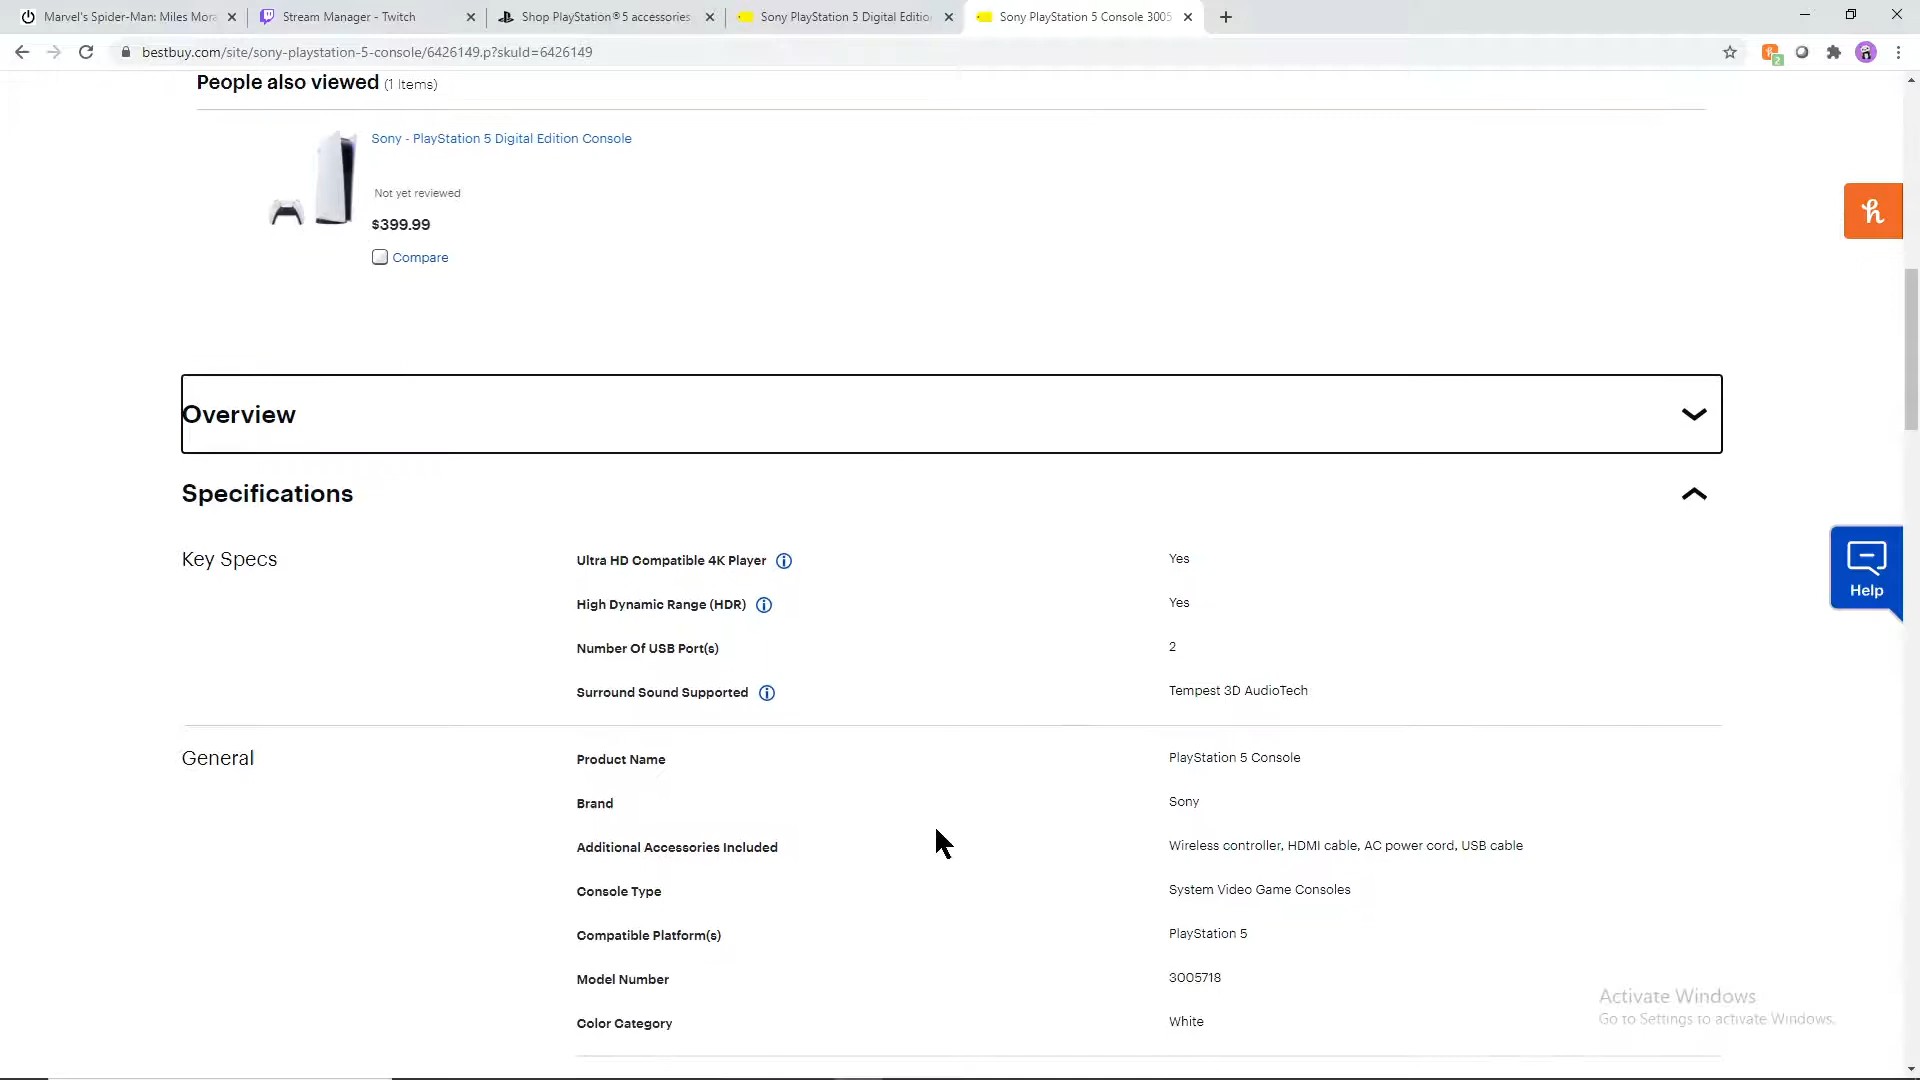 Marvel's Spider-Man: Miles Mora
Stream Manager - Twitch
Shop PlayStation®5 accessories
Sony PlayStation 5 Digital Editio
Sony PlayStation 5 Console 3005
bestbuy.com/site/sony-playstation-5-console/6426149.p?skuId=6426149
2
People also viewed (1 Items)
Sony - PlayStation 5 Digital Edition Console
Not yet reviewed
$399.99
Compare
h
Overview
Specifications
Key Specs
Ultra HD Compatible 4K Player Yes
High Dynamic Range (HDR) Yes
Number Of USB Port(s) 2
Surround Sound Supported Tempest 3D AudioTech
Help
General
Product Name PlayStation 5 Console
Brand Sony
Additional Accessories Included Wireless controller, HDMI cable, AC power cord, USB cable
Console Type System Video Game Consoles
Compatible Platform(s) PlayStation 5
Model Number 3005718
Color Category White
Activate Windows
Go to Settings to activate Windows.